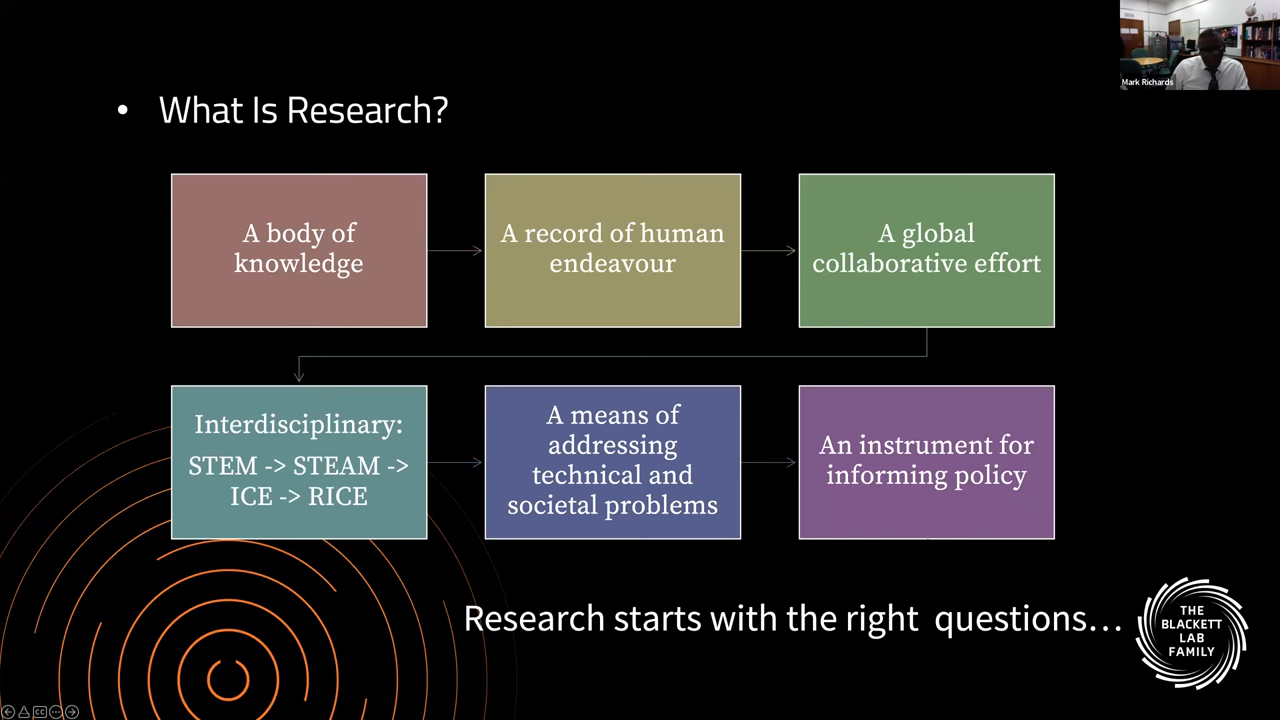 Mark Richards
• What Is Research?
A body of
knowledge
A record of human
endeavour
A global
collaborative effort
Interdisciplinary:
STEM -> STEAM ->
ICE -> RICE
A means of
addressing
technical and
societal problems
An instrument for
informing policy
Research starts with the right  questions…
THE
BLACKETT
LAB
FAMILY